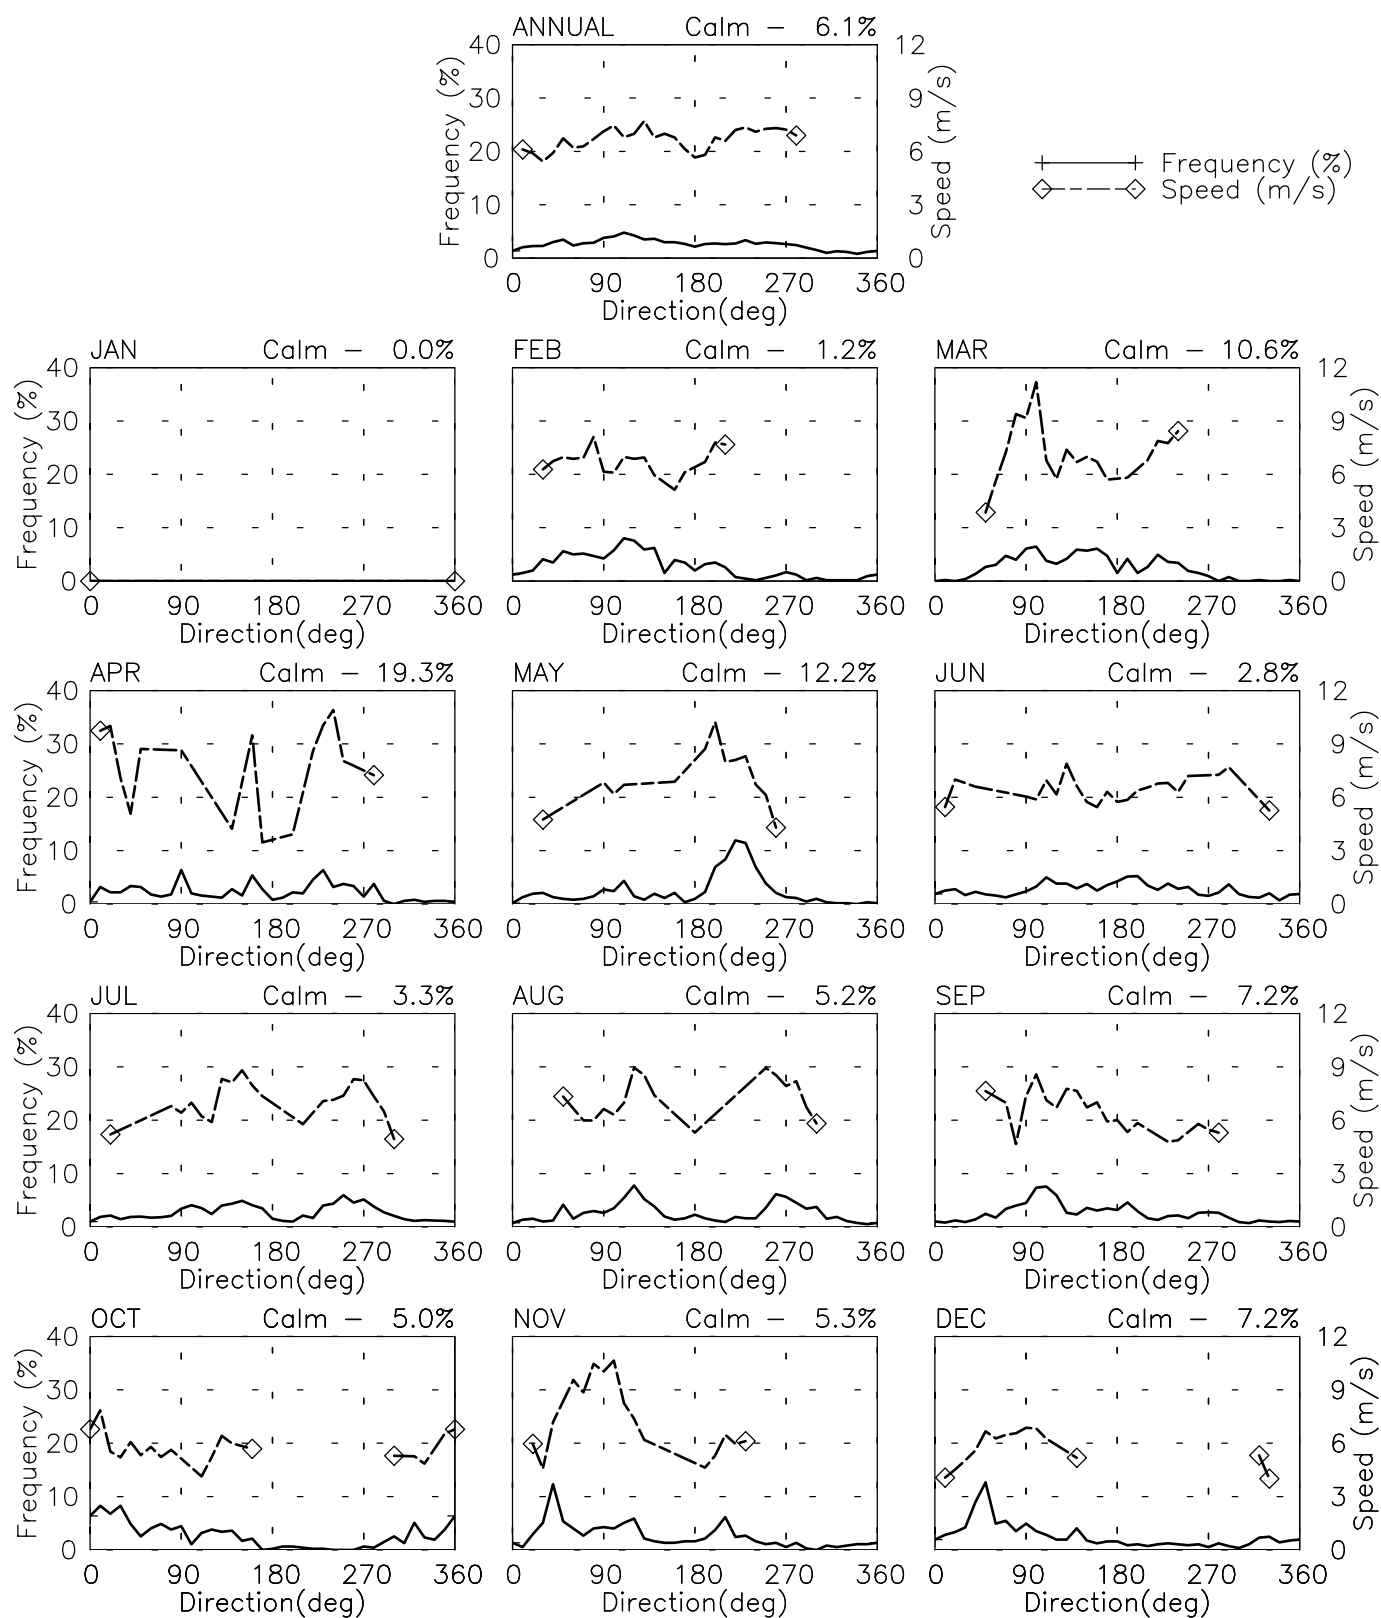 ANNUAL Calm - 6.1%
40 12
30 9
20 6
10 3
0 0
Frequency (%)
Speed (m/s)
0 90 180 270 360
Direction(deg)
Frequency (%)
Speed (m/s)
JAN Calm - 0.0%
40
30
20
10
0
Frequency (%)
0 90 180 270 360
Direction(deg)
FEB Calm - 1.2%
0 90 180 270 360
Direction(deg)
MAR Calm - 10.6%
12
9
6
3
0
Speed (m/s)
0 90 180 270 360
Direction(deg)
APR Calm - 19.3%
40
30
20
10
0
Frequency (%)
0 90 180 270 360
Direction(deg)
MAY Calm - 12.2%
0 90 180 270 360
Direction(deg)
JUN Calm - 2.8%
12
9
6
3
0
Speed (m/s)
0 90 180 270 360
Direction(deg)
JUL Calm - 3.3%
40
30
20
10
0
Frequency (%)
0 90 180 270 360
Direction(deg)
AUG Calm - 5.2%
0 90 180 270 360
Direction(deg)
SEP Calm - 7.2%
12
9
6
3
0
Speed (m/s)
0 90 180 270 360
Direction(deg)
OCT Calm - 5.0%
40
30
20
10
0
Frequency (%)
0 90 180 270 360
Direction(deg)
NOV Calm - 5.3%
0 90 180 270 360
Direction(deg)
DEC Calm - 7.2%
12
9
6
3
0
Speed (m/s)
0 90 180 270 360
Direction(deg)